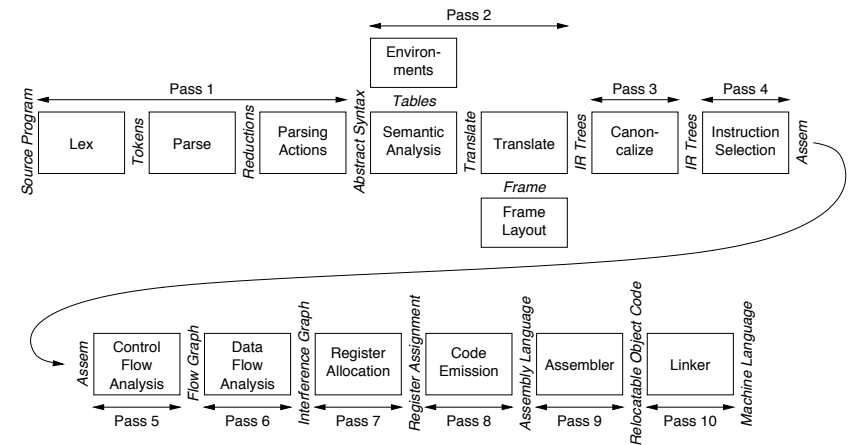 Pass 2
Environ-
ments
Pass 1
Tables
Pass 3
Pass 4
Source Program
Lex
Tokens
Parse
Reductions
Parsing
Actions
Abstract Syntax
Semantic
Analysis
Translate
Translate
IR Trees
Canon-
calize
IR Trees
Instruction
Selection
Assem
Frame
Frame
Layout
Assem
Control
Flow
Analysis
Flow Graph
Data
Flow
Analysis
Interference Graph
Register
Allocation
Register Assignment
Code
Emission
Assembly Language
Assembler
Relocatable Object Code
Linker
Machine Language
Pass 5
Pass 6
Pass 7
Pass 8
Pass 9
Pass 10